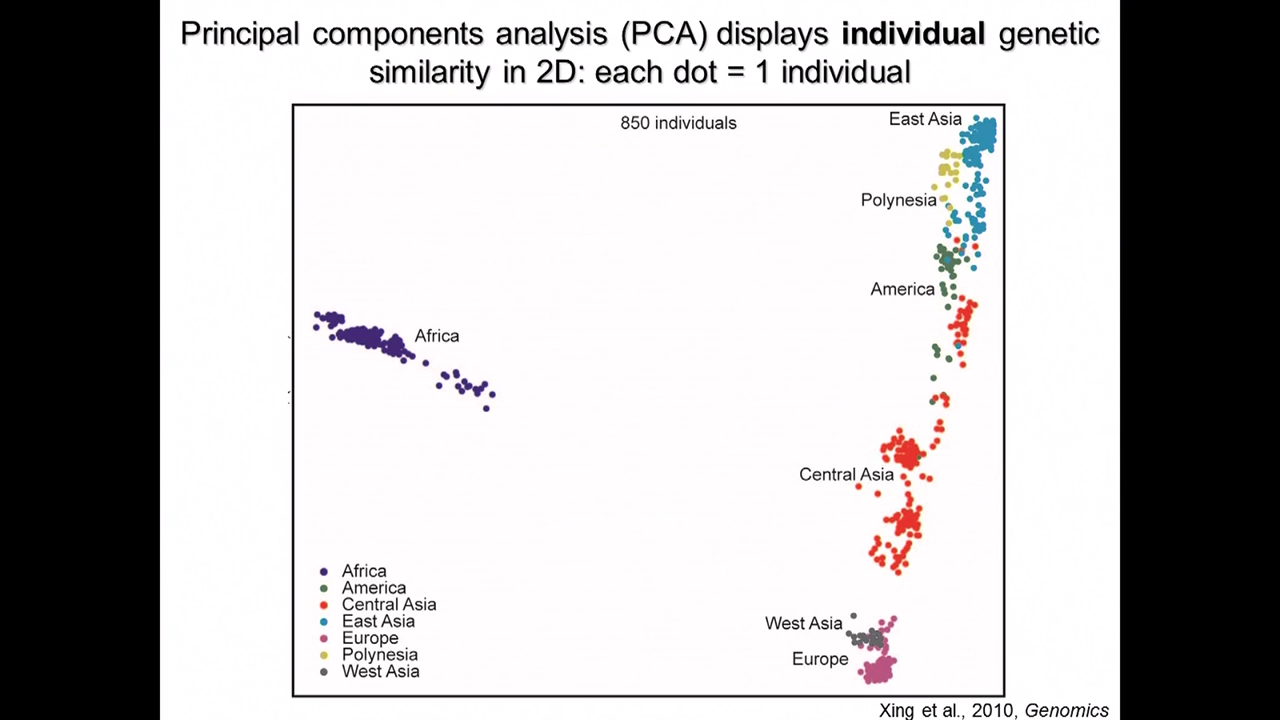 Principal components analysis (PCA) displays individual genetic
similarity in 2D: each dot = 1 individual
850 individuals
East Asia
Polynesia
America
Africa
Central Asia
West Asia
Europe
Africa
America
Central Asia
East Asia
Europe
Polynesia
West Asia
Xing et al., 2010, Genomics